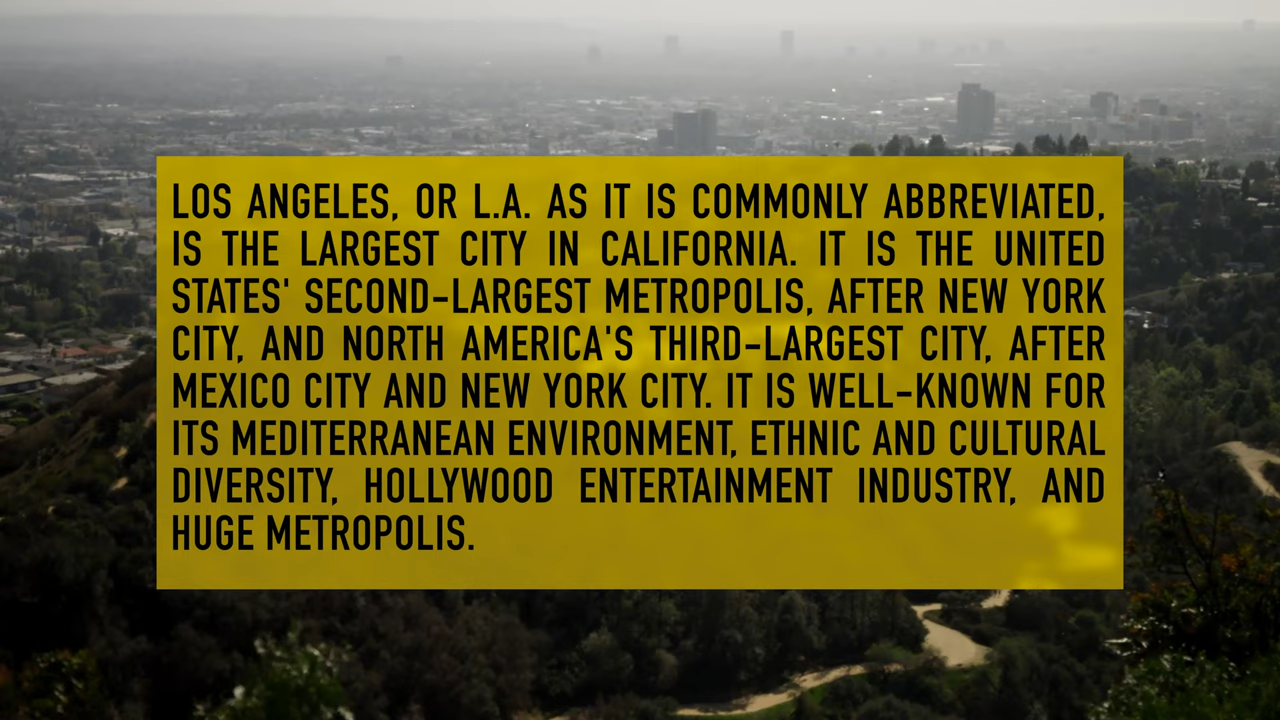 LOS ANGELES, OR L.A. AS IT IS COMMONLY ABBREVIATED,
IS THE LARGEST CITY IN CALIFORNIA. IT IS THE UNITED
STATES' SECOND-LARGEST METROPOLIS, AFTER NEW YORK
CITY, AND NORTH AMERICA'S THIRD-LARGEST CITY, AFTER
MEXICO CITY AND NEW YORK CITY. IT IS WELL-KNOWN FOR
ITS MEDITERRANEAN ENVIRONMENT, ETHNIC AND CULTURAL
DIVERSITY, HOLLYWOOD ENTERTAINMENT INDUSTRY, AND
HUGE METROPOLIS.